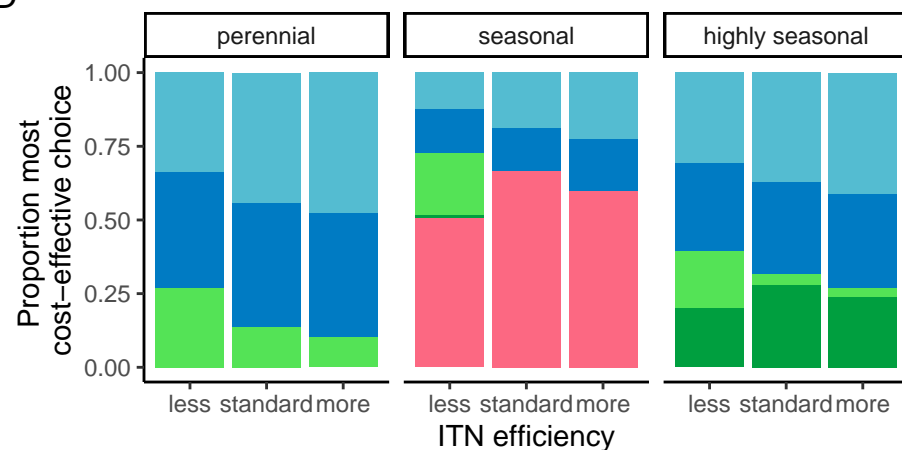 perennial seasonal highly seasonal
Proportion most
cost−effective choice
1.00
0.75
0.50
0.25
0.00
less standard more less standard more less standard more
ITN efficiency